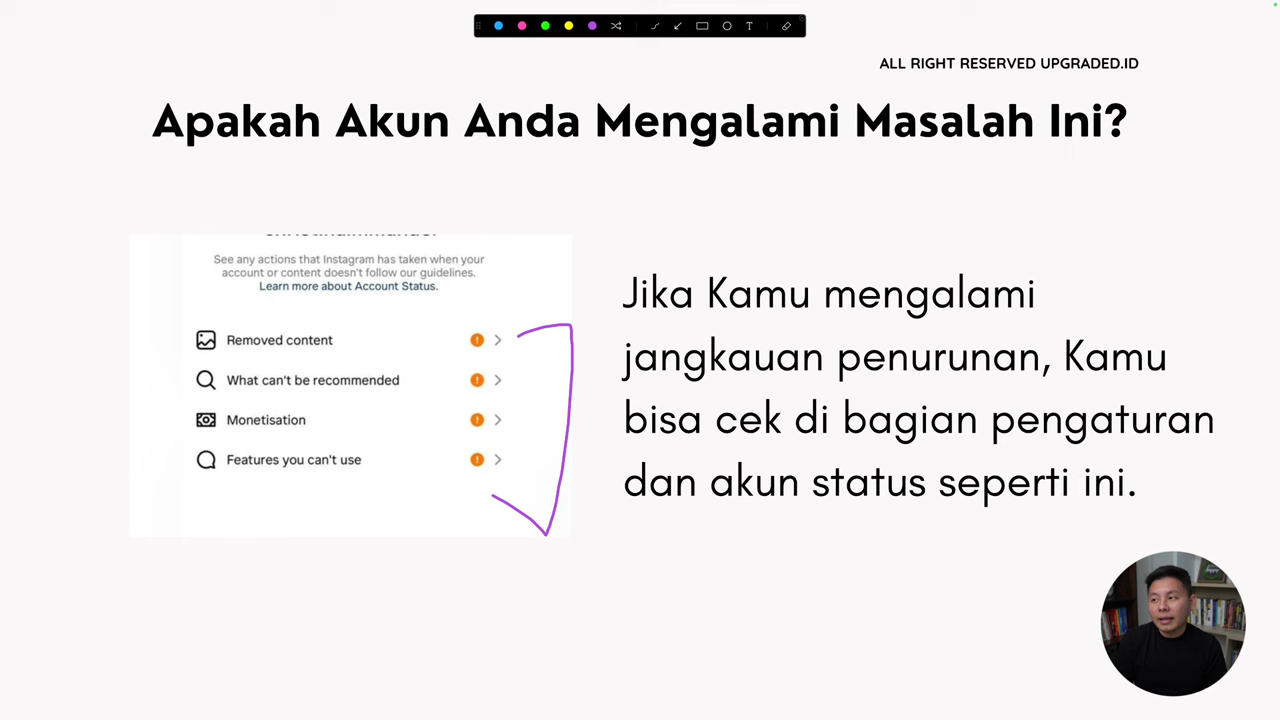 T
ALL RIGHT RESERVED UPGRADED.ID
Apakah Akun Anda Mengalami Masalah Ini?
See any actions that Instagram has taken when your
account or content doesn't follow our guidelines.
Learn more about Account Status.
Removed content
What can't be recommended
Monetisation
Features you can't use
Jika Kamu mengalami
jangkauan penurunan, Kamu
bisa cek di bagian pengaturan
dan akun status seperti ini.